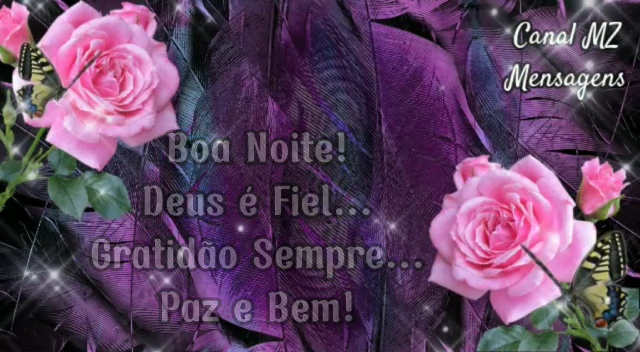 Canal MZ
Mensagens
Boa Noite!
Deus é Fiel...
Gratidão Sempre...
Paz e Bem!